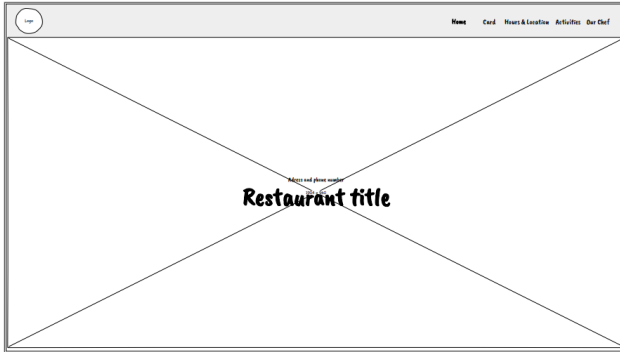 Logo
Home Card Hours & Location Activities Our Chef
Adress and phone number
Restaurant title